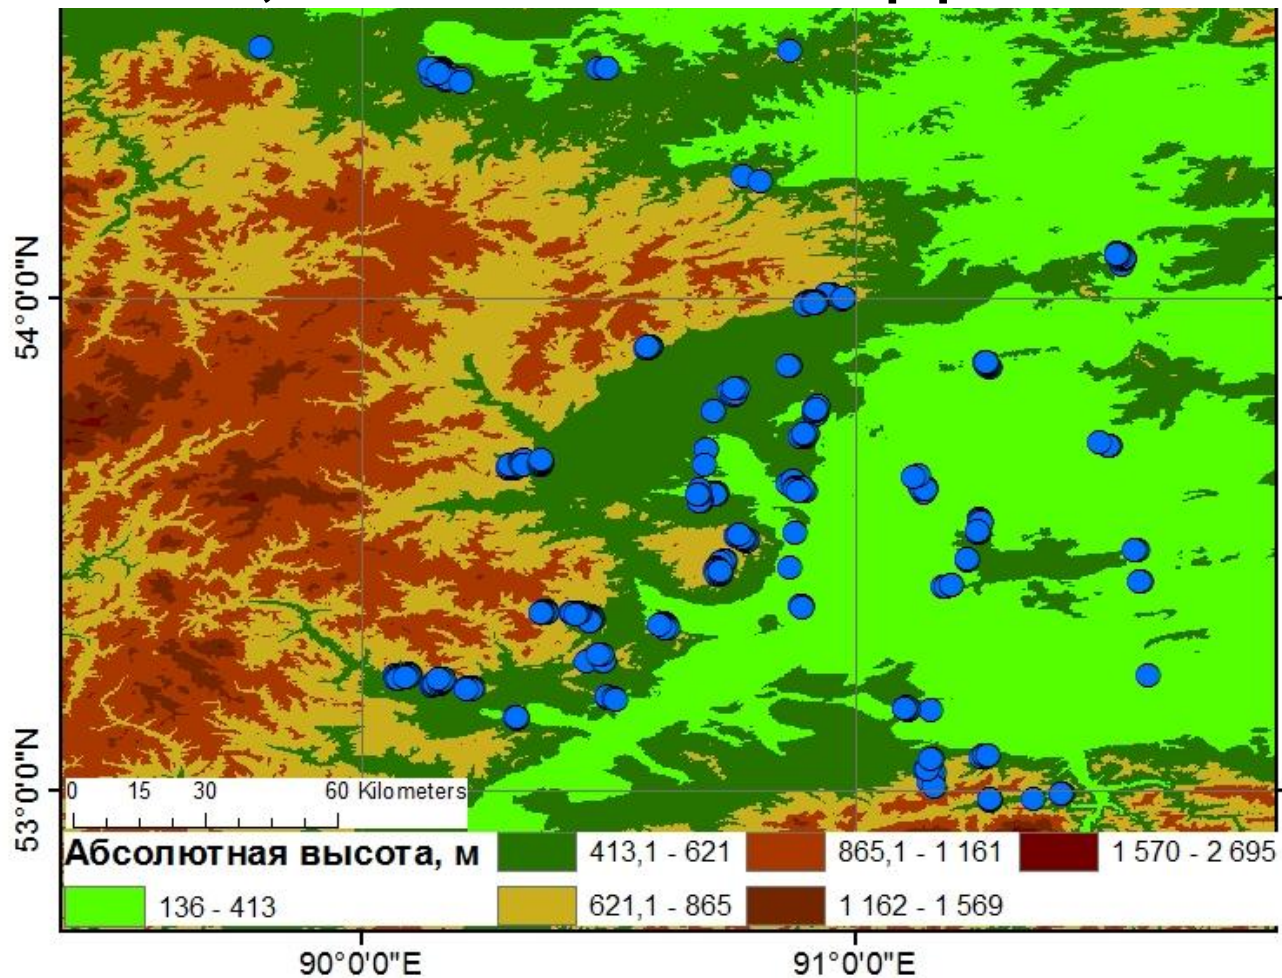 54°0'0"N
53°0'0"N
0 15 30 60 Kilometers
Абсолютная высота, м
413,1 - 621
865,1 - 1 161
1 570 - 2 695
136 - 413
621,1 - 865
1 162 - 1 569
90°0'0"E
91°0'0"E